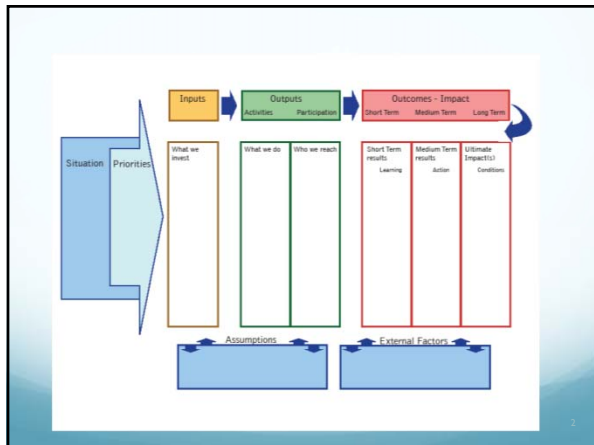 Inputs
Outputs
Activities Participation
Outcomes - Impact
Short Term Medium Term Long Term
Situation
Priorities
What we
invest
What we do
Who we reach
Short Term
results
Learning
Medium Term
results
Action
Ultimate
Impact(s)
Conditions
Assumptions
External Factors
2